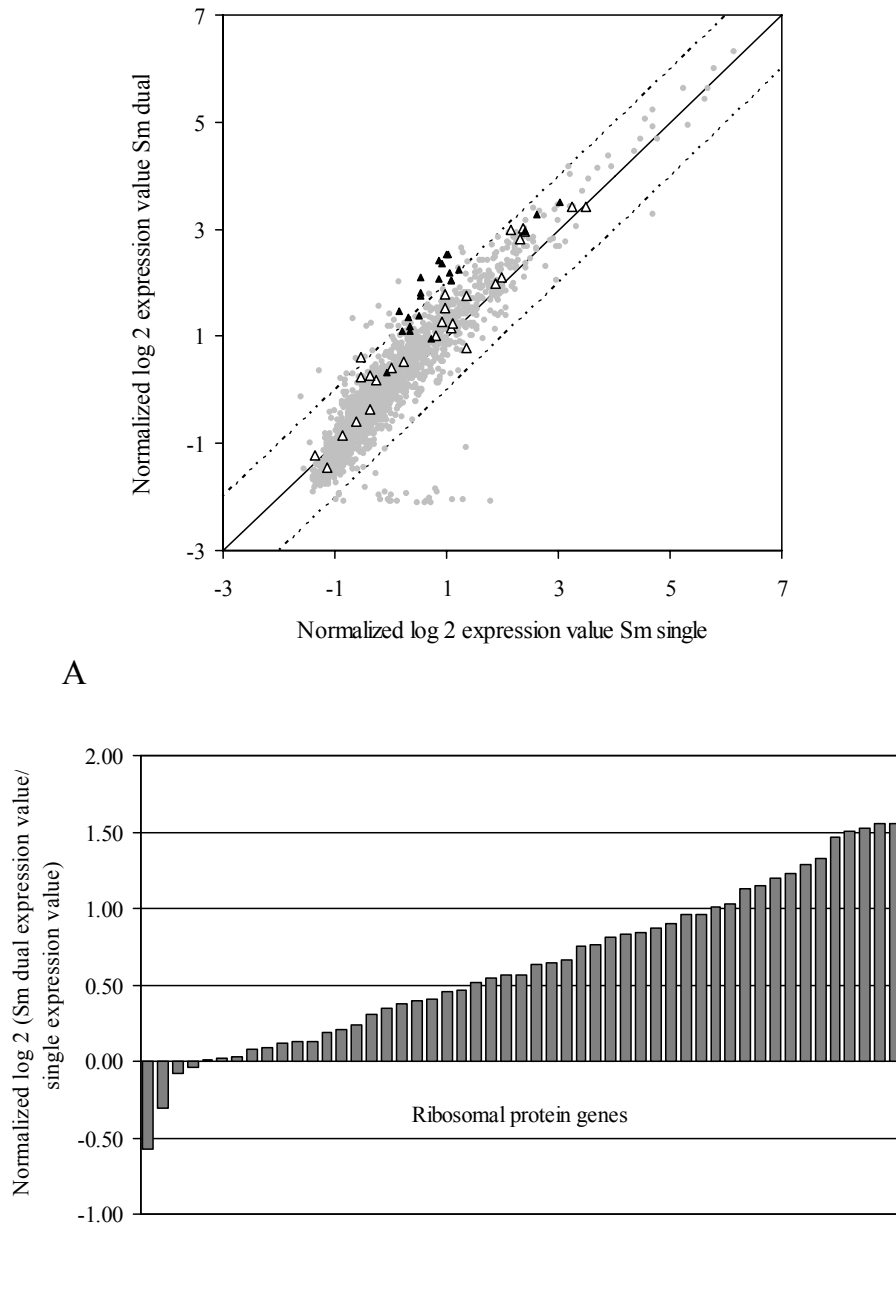 7
5
3
1
-1
-3
Normalized log 2 expression value Sm dual
-3 -1 1 3 5 7
Normalized log 2 expression value Sm single
A
2.00
1.50
1.00
0.50
0.00
-0.50
-1.00
Normalized log 2 (Sm dual expression value/
single expression value)
Ribosomal protein genes